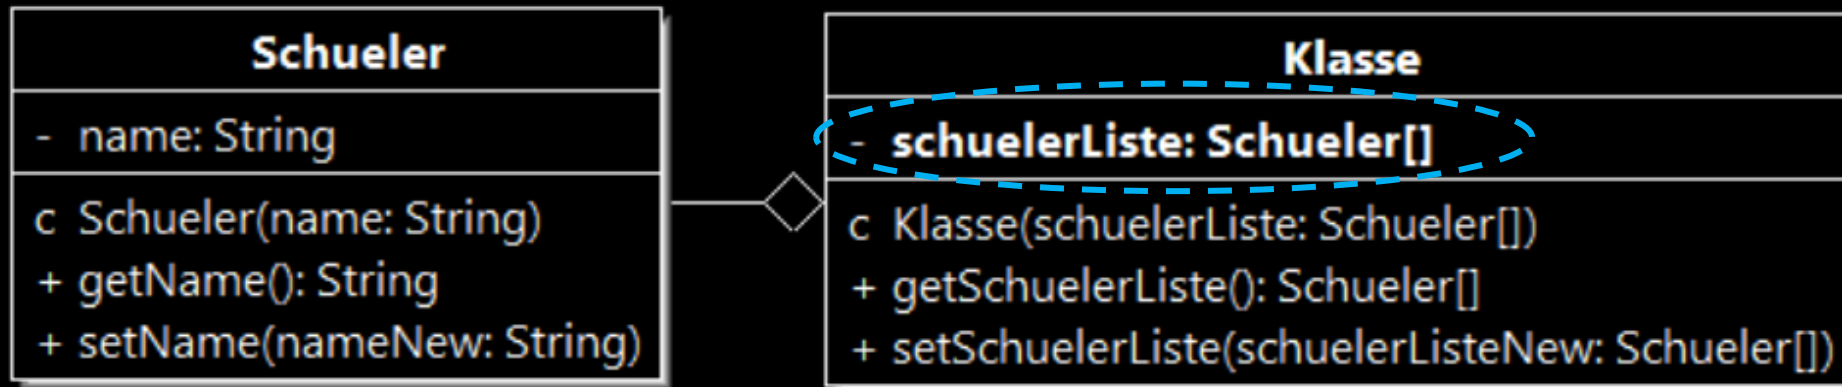 Schueler
- name: String
c Schueler(name: String)
+ getName(): String
+ setName(nameNew: String)
Klasse
- schuelerListe: Schueler[]
c Klasse(schuelerListe: Schueler[])
+ getSchuelerListe(): Schueler[]
+ setSchuelerListe(schuelerListeNew: Schueler[])